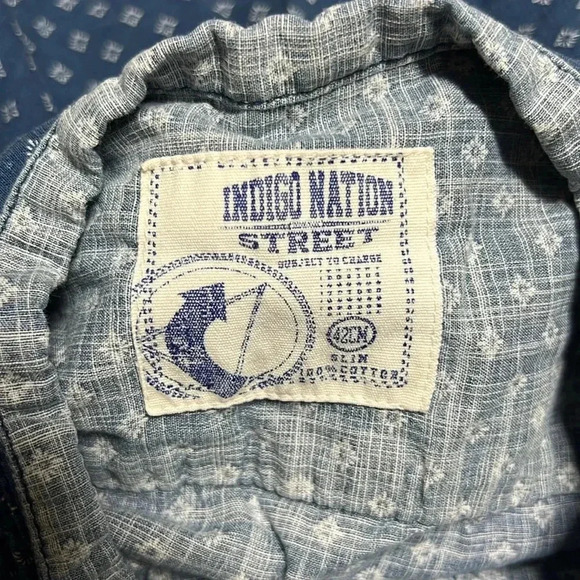 INDIGO NATION
STREET
SUBJECT TO CHANGE
42CM
SLIM
100% COTTON